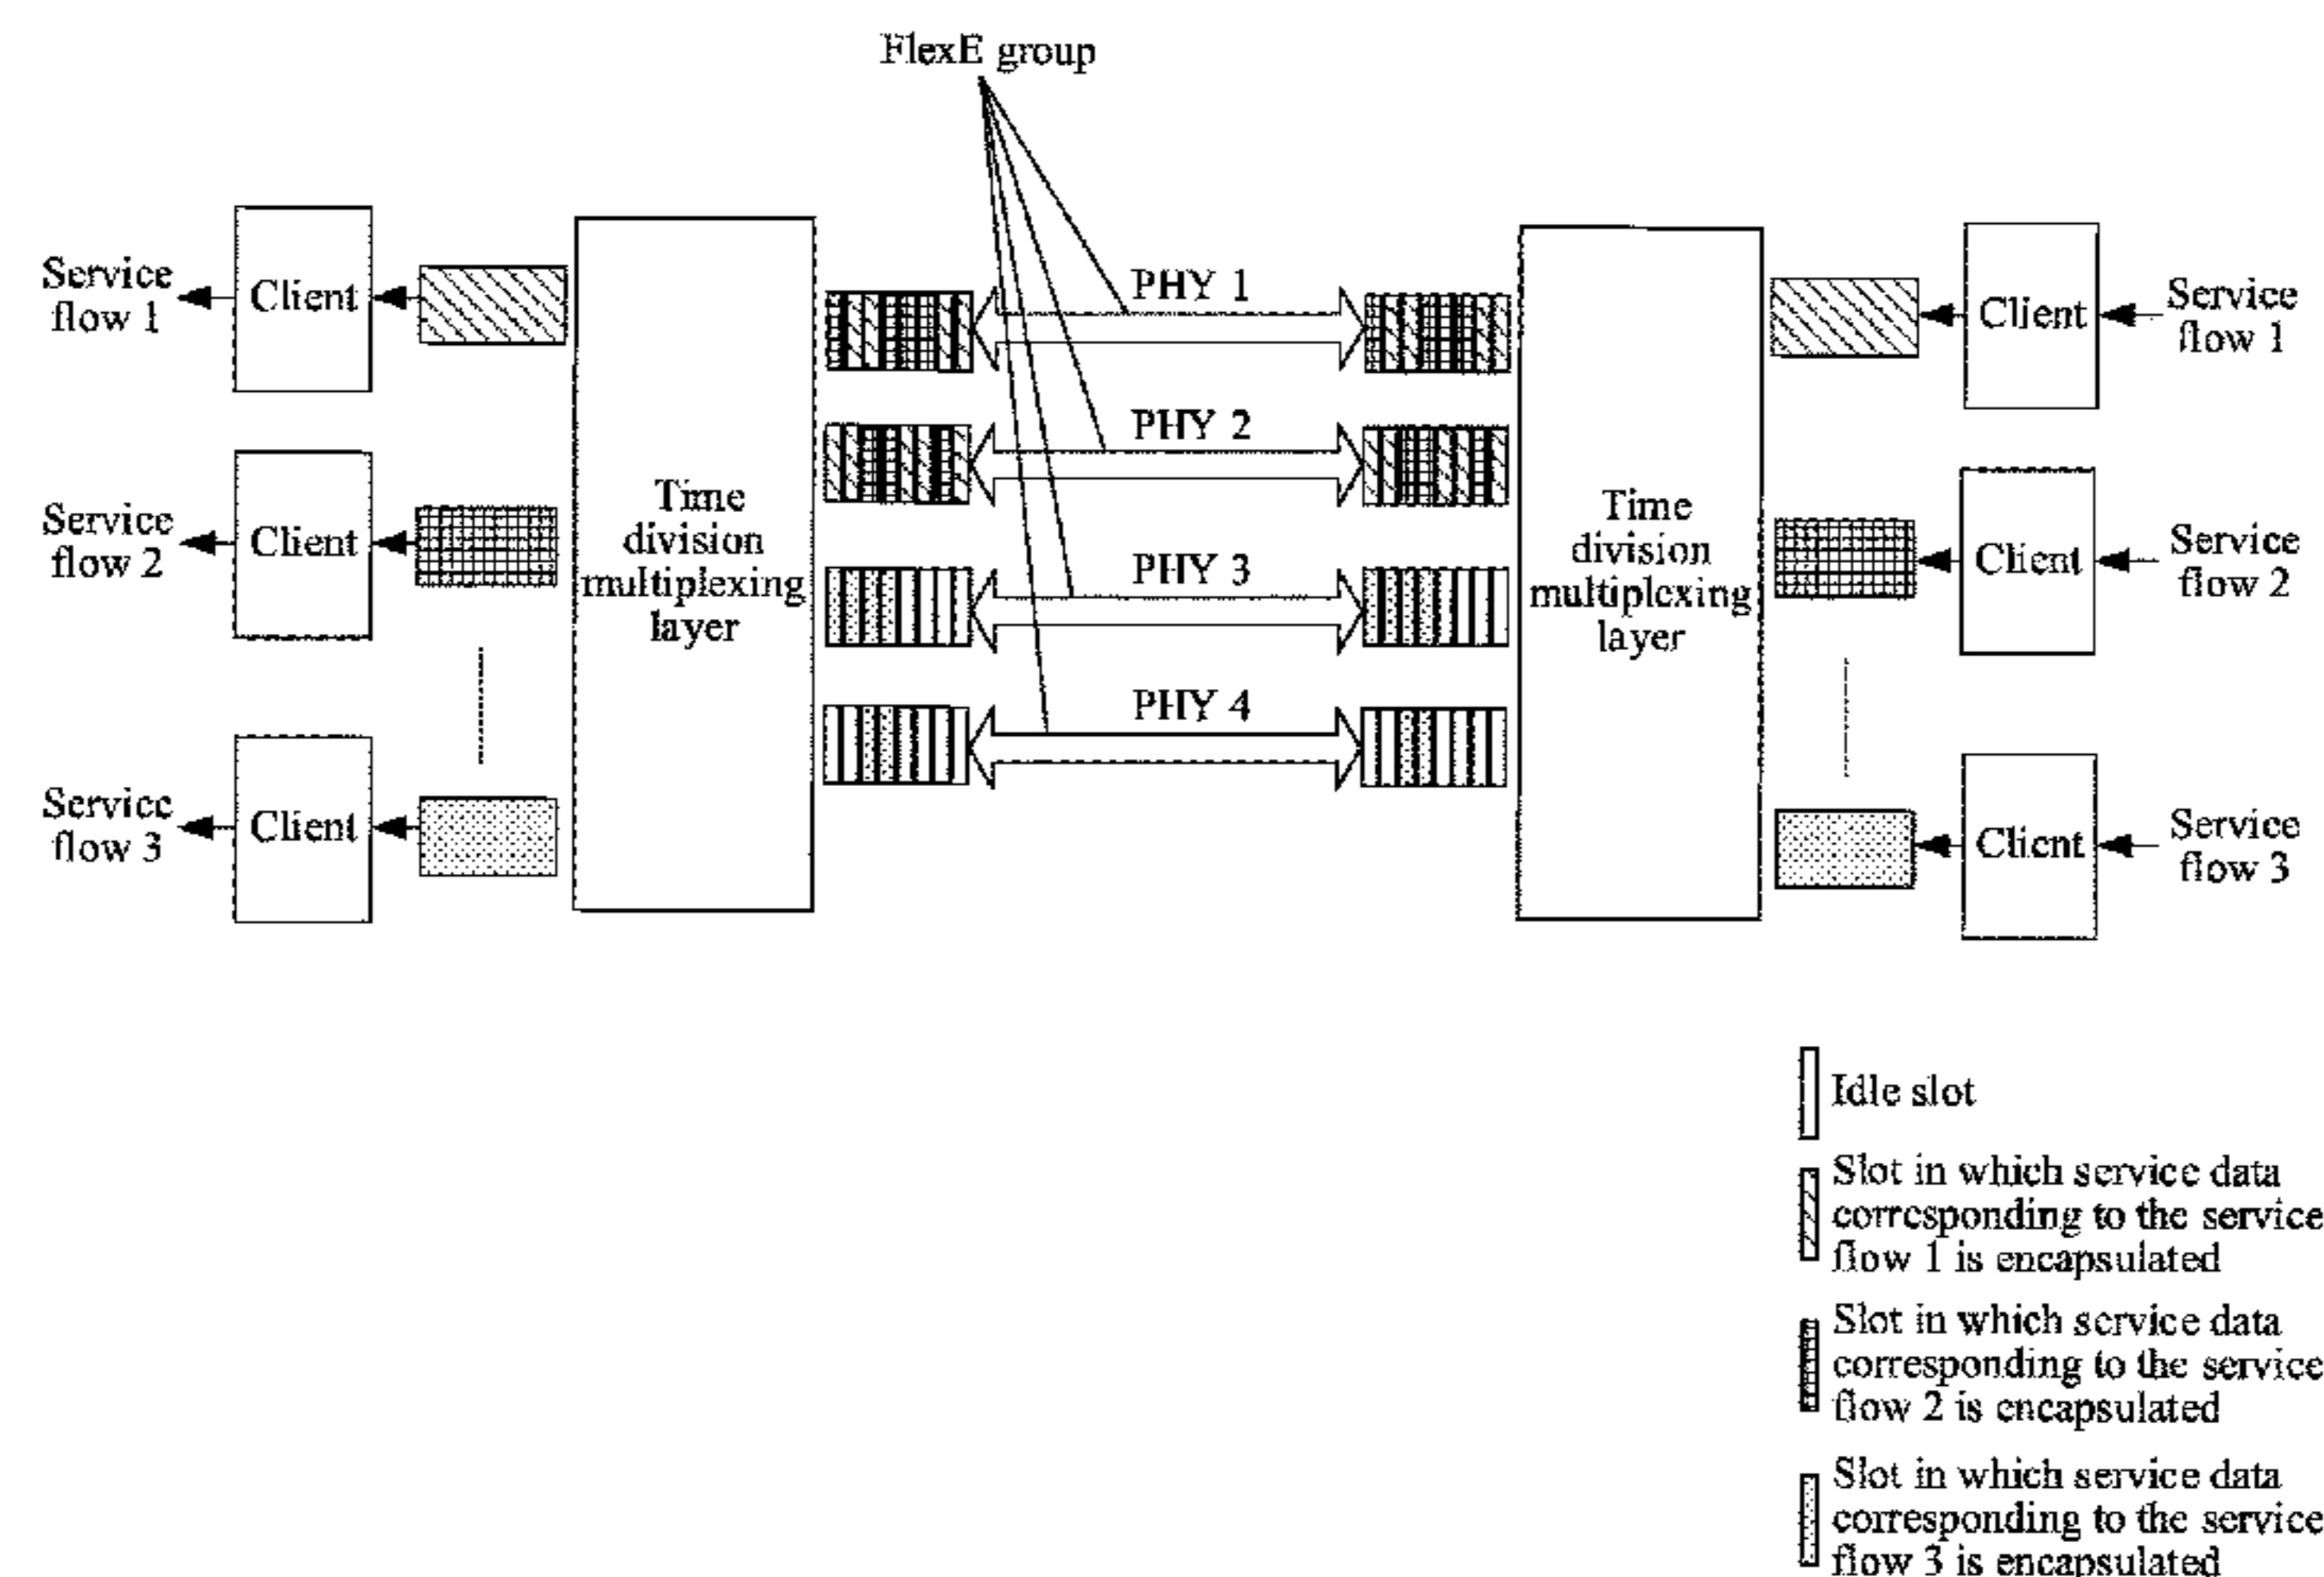 FlexE group
Service
flow 1
Client
PHY 1
Client
Service
flow 1
PHY 2
Service
flow 2
Client
Time
division
multiplexing
layer
PHY 3
Time
division
multiplexing
layer
Client
Service
flow 2
PHY 4
Service
flow 3
Client
Client
Service
flow 3
Idle slot
Slot in which service data
corresponding to the service
flow 1 is encapsulated
Slot in which service data
corresponding to the service
flow 2 is encapsulated
Slot in which service data
corresponding to the service
flow 3 is encapsulated